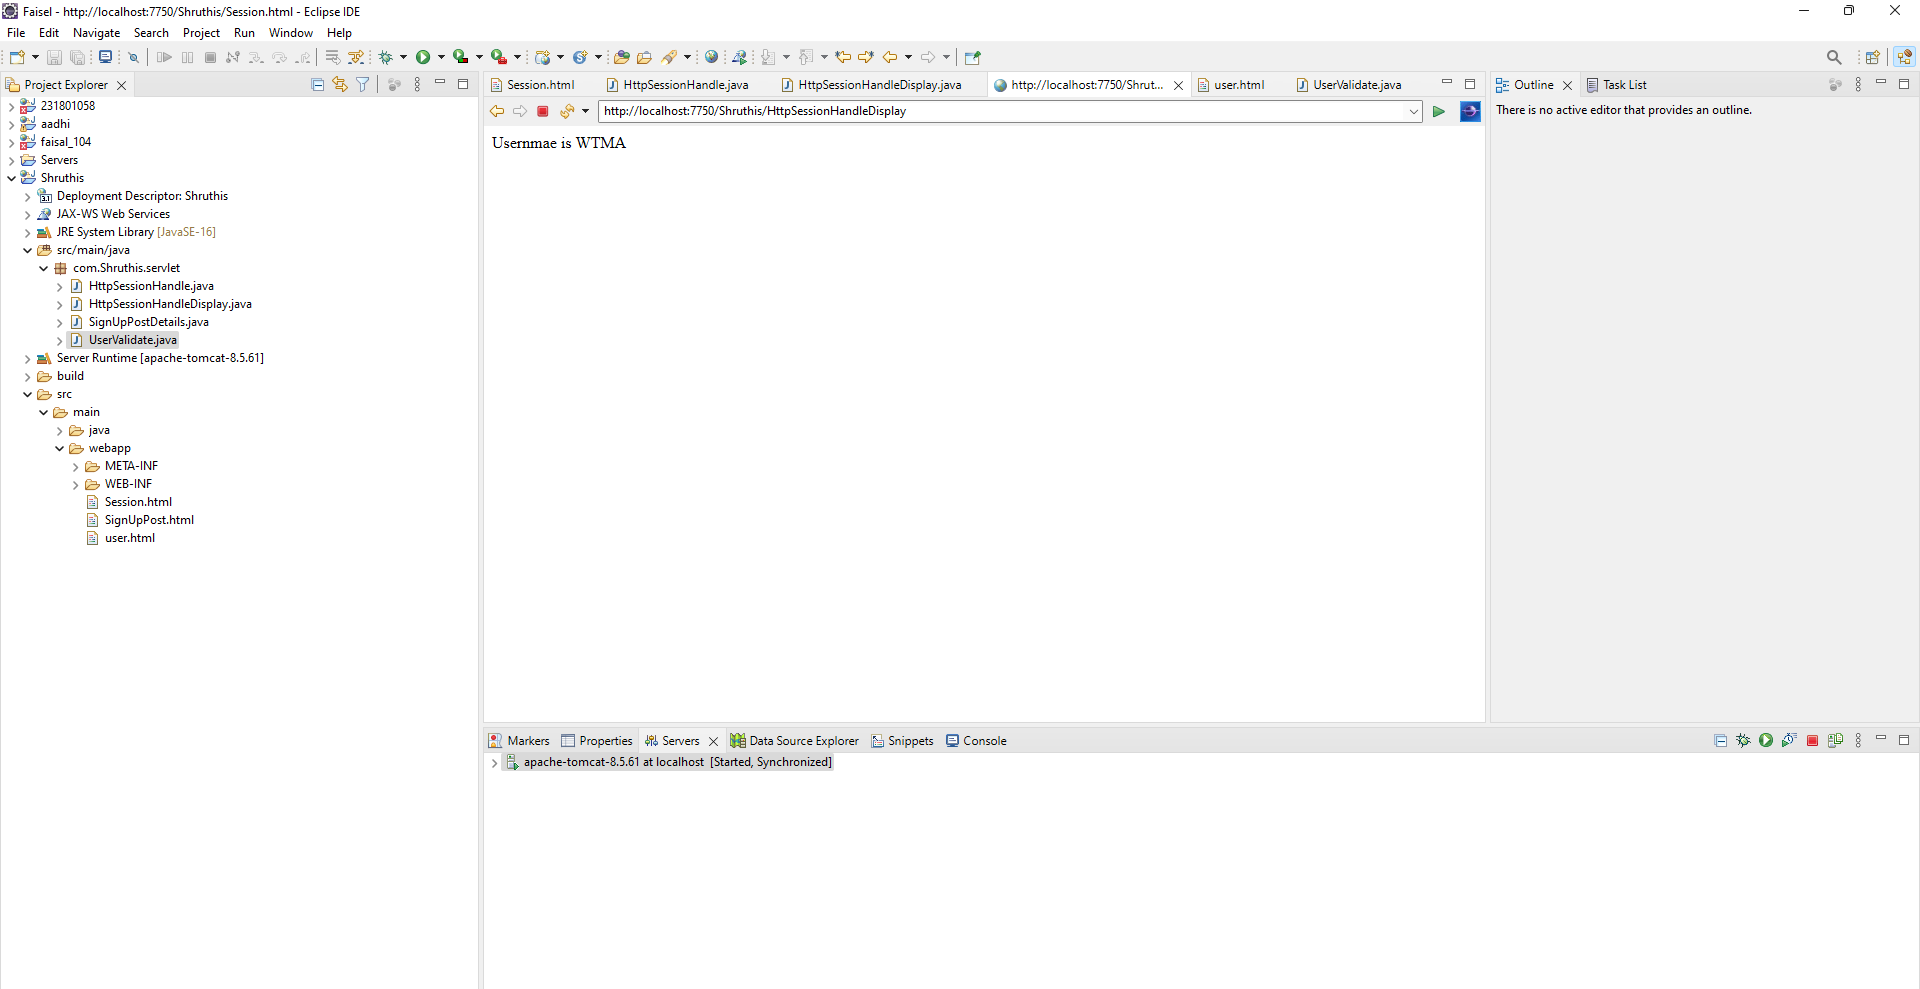 Faisel - http://localhost:7750/Shruthis/Session.html - Eclipse IDE
File Edit Navigate Search Project Run Window Help
Project Explorer
231801058
aadhi
faisal_104
Servers
Shruthis
Deployment Descriptor: Shruthis
JAX-WS Web Services
JRE System Library [JavaSE-16]
src/main/java
com.Shruthis.servlet
HttpSessionHandle.java
HttpSessionHandleDisplay.java
SignUpPostDetails.java
UserValidate.java
Server Runtime [apache-tomcat-8.5.61]
build
src
main
java
webapp
META-INF
WEB-INF
Session.html
SignUpPost.html
user.html
Session.html HttpSessionHandle.java HttpSessionHandleDisplay.java http://localhost:7750/Shrut... user.html UserValidate.java
http://localhost:7750/Shruthis/HttpSessionHandleDisplay
Usernmae is WTMA
Outline Task List
There is no active editor that provides an outline.
Markers Properties Servers Data Source Explorer Snippets Console
apache-tomcat-8.5.61 at localhost [Started, Synchronized]